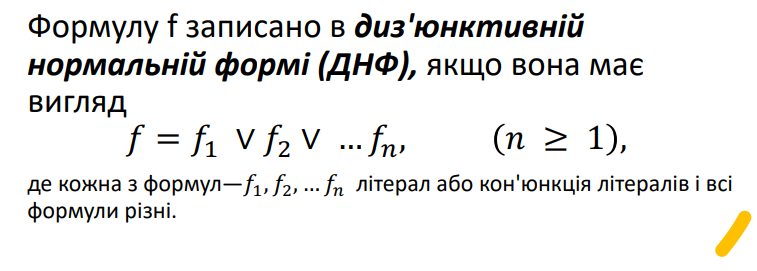 Формулу f записано в диз'юнктивній
нормальній формі (ДНФ), якщо вона має
вигляд
f = f₁ ∨ f₂ ∨ … fₙ, (n ≥ 1),
де кожна з формул—f₁, f₂, … fₙ літерал або кон'юнкція літералів і всі
формули різні.